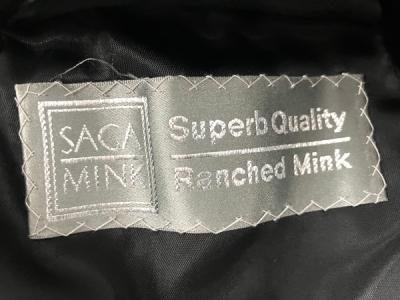 SAGA
MINK
Superb Quality
Ranched Mink